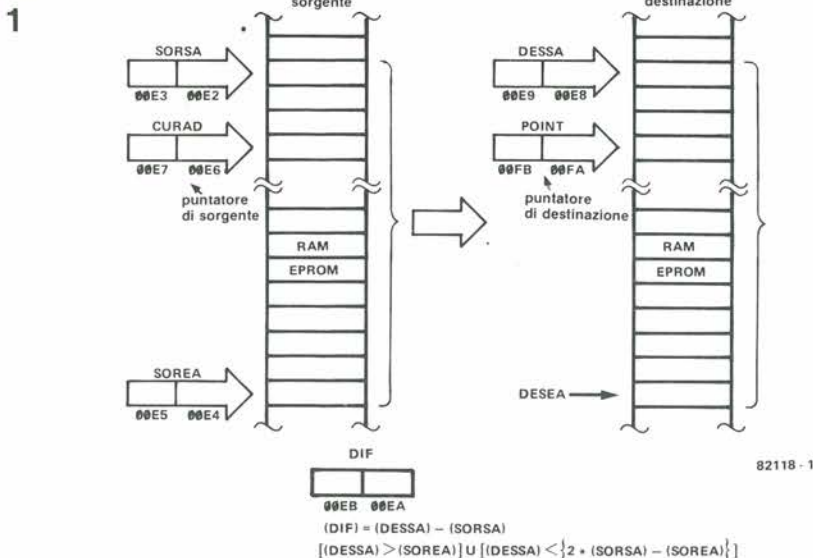 1
sorgente
destinazione
SORSA
DESSA
00E3 00E2
00E9 00E8
CURAD
POINT
00E7 00E6
00FB 00FA
puntatore
di sorgente
puntatore
di destinazione
RAM
EPROM
RAM
EPROM
SOREA
DESEA
00E5 00E4
DIF
82118 - 1
00EB 00EA
(DIF) = (DESSA) – (SORSA)
[(DESSA) > (SOREA)] U [(DESSA) < {2 * (SORSA) – (SOREA)}]